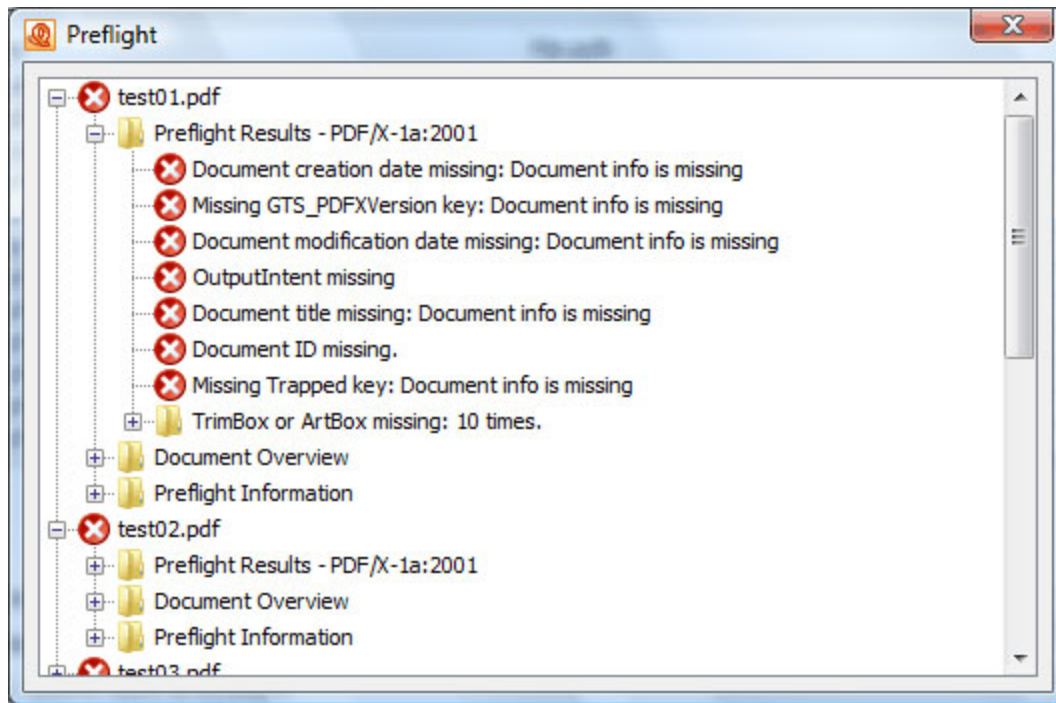 Preflight
test01.pdf
Preflight Results - PDF/X-1a:2001
Document creation date missing: Document info is missing
Missing GTS_PDFXVersion key: Document info is missing
Document modification date missing: Document info is missing
OutputIntent missing
Document title missing: Document info is missing
Document ID missing.
Missing Trapped key: Document info is missing
TrimBox or ArtBox missing: 10 times.
Document Overview
Preflight Information
test02.pdf
Preflight Results - PDF/X-1a:2001
Document Overview
Preflight Information
test03.pdf